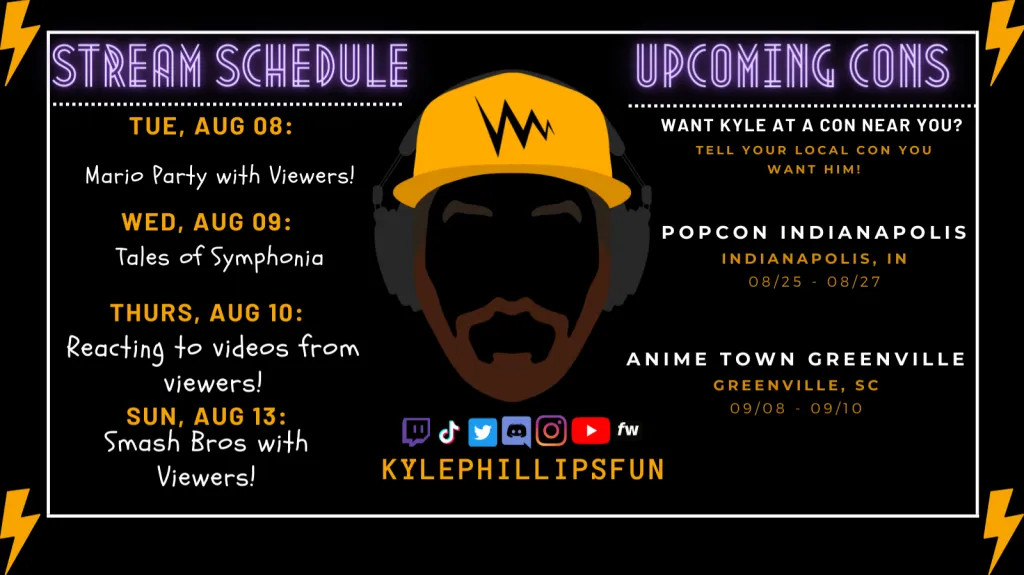 STREAM SCHEDULE
TUE, AUG 08:
Mario Party with Viewers!
WED, AUG 09:
Tales of Symphonia
THURS, AUG 10:
Reacting to videos from
viewers!
SUN, AUG 13:
Smash Bros with
Viewers!
fw
KYLEPHILLIPSFUN
UPCOMING CONS
WANT KYLE AT A CON NEAR YOU?
TELL YOUR LOCAL CON YOU
WANT HIM!
POPCON INDIANAPOLIS
INDIANAPOLIS, IN
08/25 - 08/27
ANIME TOWN GREENVILLE
GREENVILLE, SC
09/08 - 09/10